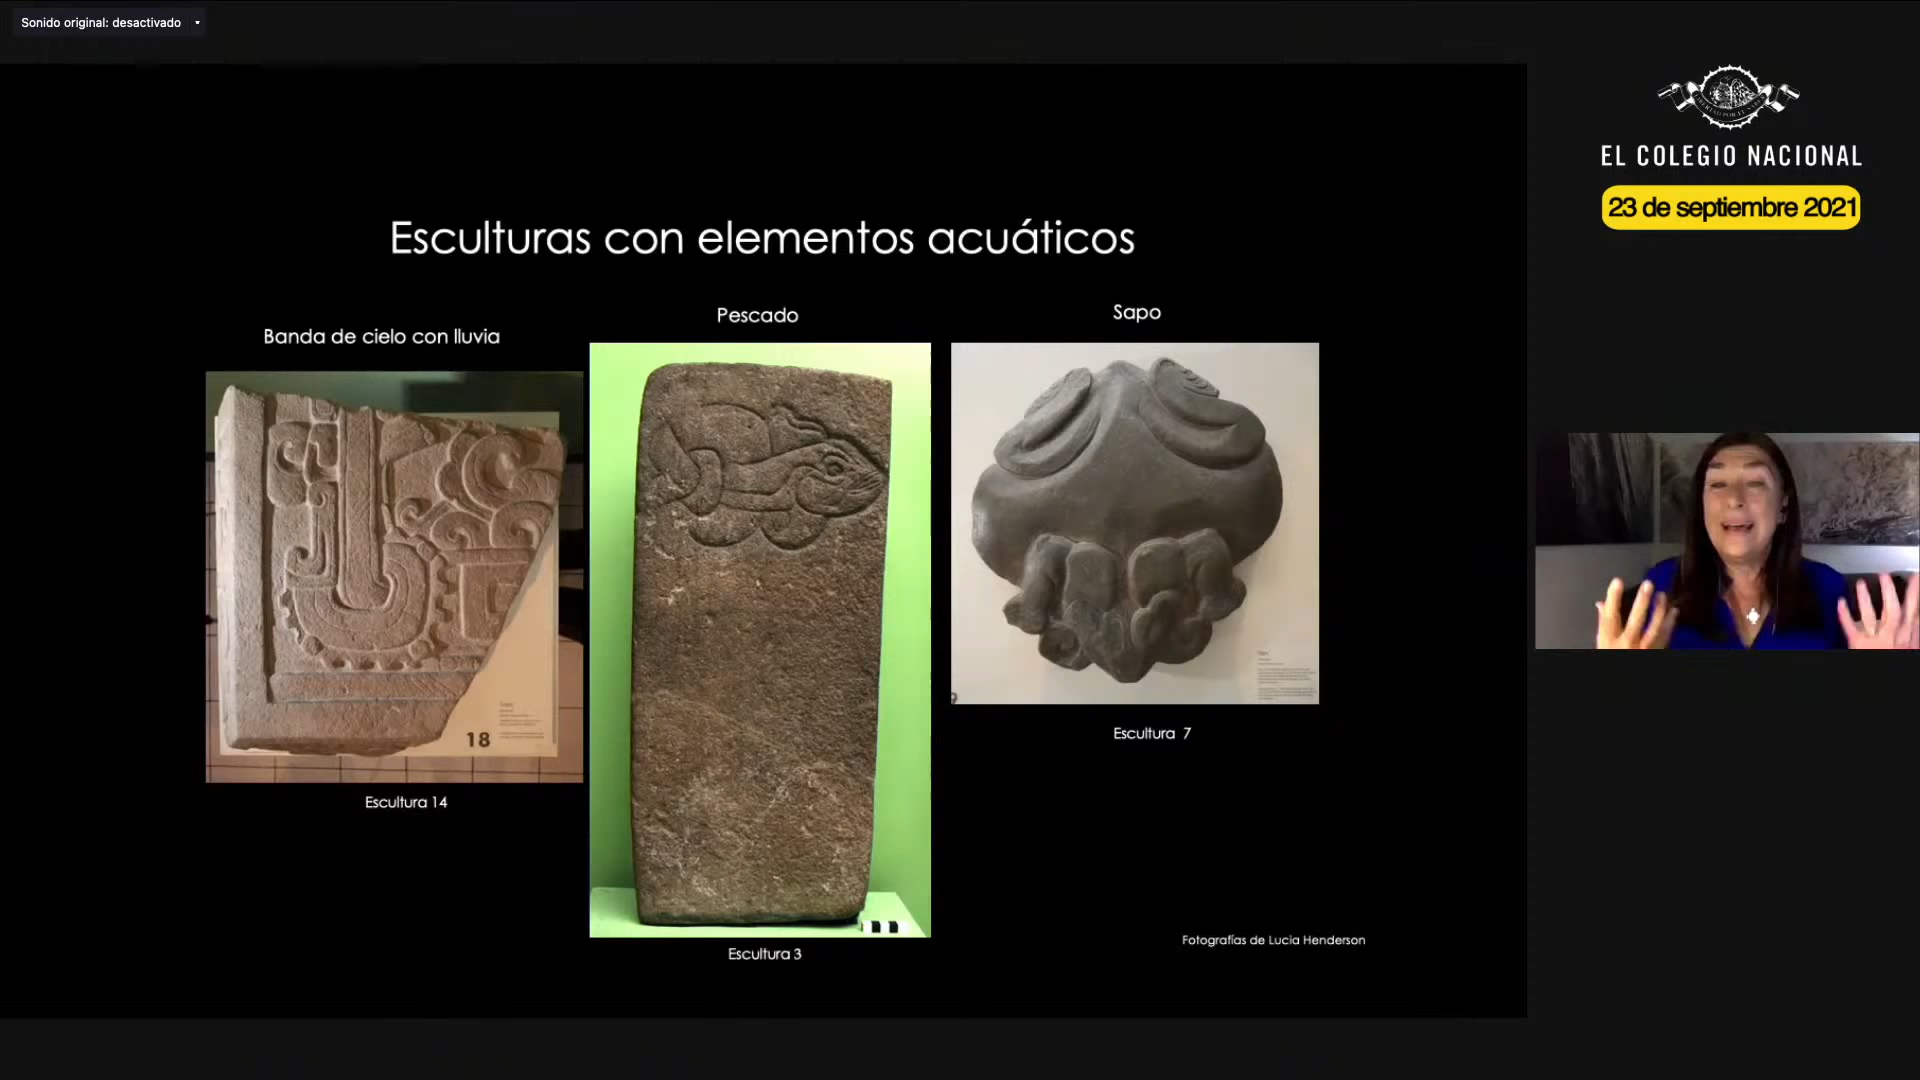 Sonido original: desactivado
EL COLEGIO NACIONAL
23 de septiembre 2021
Esculturas con elementos acuáticos
Banda de cielo con lluvia
Pescado
Sapo
18
Escultura 14
Escultura 3
Escultura 7
Fotografías de Lucia Henderson